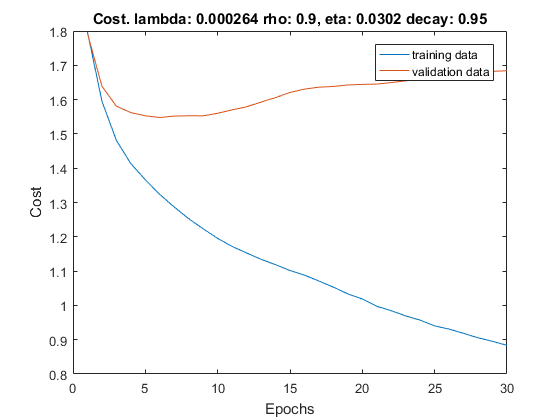 Cost. lambda: 0.000264 rho: 0.9, eta: 0.0302 decay: 0.95
training data
validation data
1.8
1.7
1.6
1.5
1.4
1.3
1.2
1.1
1
0.9
0.8
Cost
0 5 10 15 20 25 30
Epochs